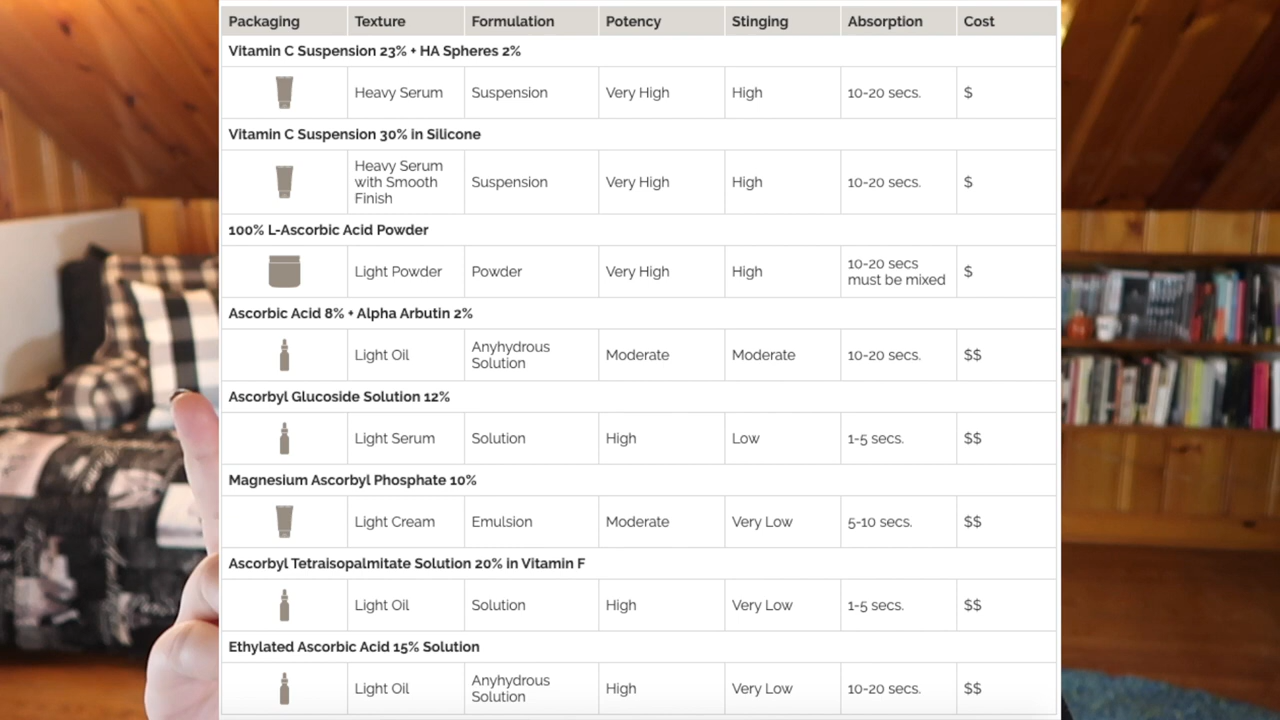 Packaging Texture Formulation Potency Stinging Absorption Cost
Vitamin C Suspension 23% + HA Spheres 2%
Heavy Serum Suspension Very High High 10-20 secs. $
Vitamin C Suspension 30% in Silicone
Heavy Serum
with Smooth
Finish
Suspension Very High High 10-20 secs. $
100% L-Ascorbic Acid Powder
Light Powder Powder Very High High
10-20 secs
must be mixed
$
Ascorbic Acid 8% + Alpha Arbutin 2%
Light Oil
Anyhydrous
Solution
Moderate Moderate 10-20 secs. $$
Ascorbyl Glucoside Solution 12%
Light Serum Solution High Low 1-5 secs. $$
Magnesium Ascorbyl Phosphate 10%
Light Cream Emulsion Moderate Very Low 5-10 secs. $$
Ascorbyl Tetraisopalmitate Solution 20% in Vitamin F
Light Oil Solution High Very Low 1-5 secs. $$
Ethylated Ascorbic Acid 15% Solution
Light Oil
Anyhydrous
Solution
High Very Low 10-20 secs. $$